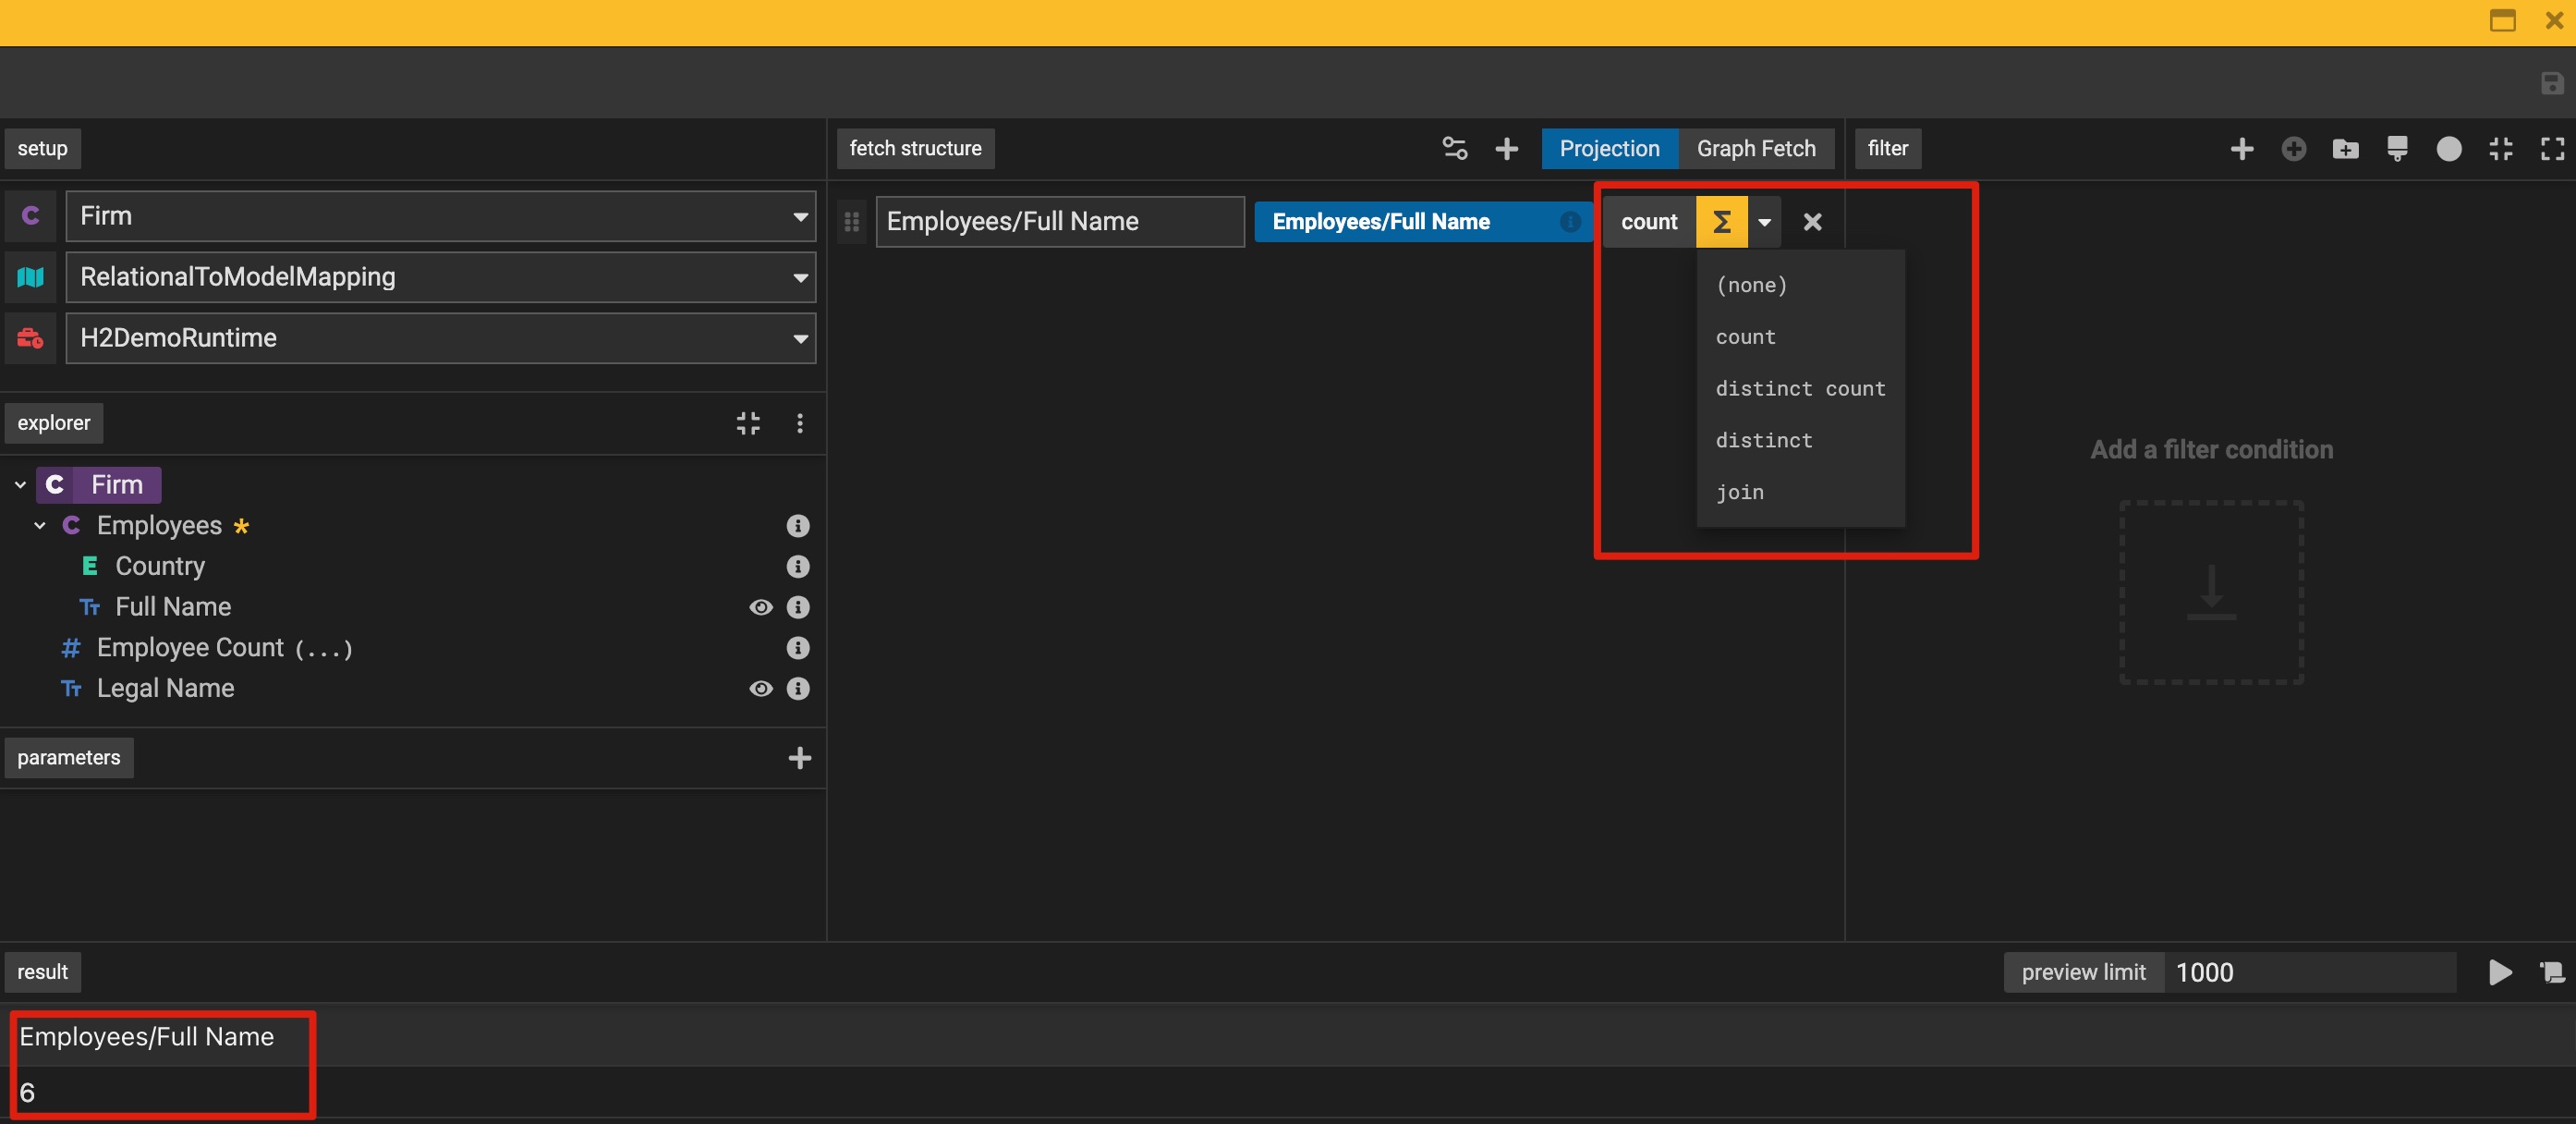 setup
Firm
RelationalToModelMapping
H2DemoRuntime
explorer
C Firm
C Employees *
E Country
Tт Full Name
# Employee Count (...)
Tт Legal Name
parameters
fetch structure
Projection
Graph Fetch
Employees/Full Name
Employees/Full Name
count Σ
(none)
count
distinct count
distinct
join
filter
Add a filter condition
result
preview limit 1000
Employees/Full Name
6